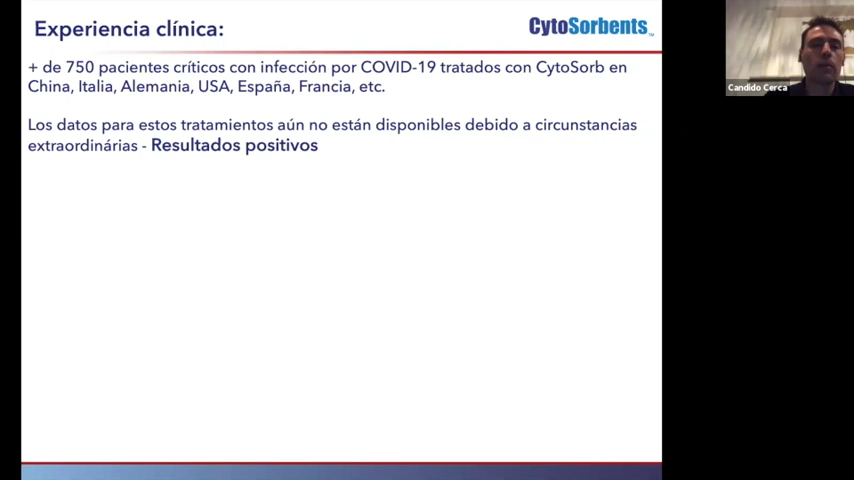 Experiencia clínica:
CytoSorbents™
+ de 750 pacientes críticos con infección por COVID-19 tratados con CytoSorb en
China, Italia, Alemania, USA, España, Francia, etc.
Los datos para estos tratamientos aún no están disponibles debido a circunstancias
extraordinárias - Resultados positivos
Candido Cerca